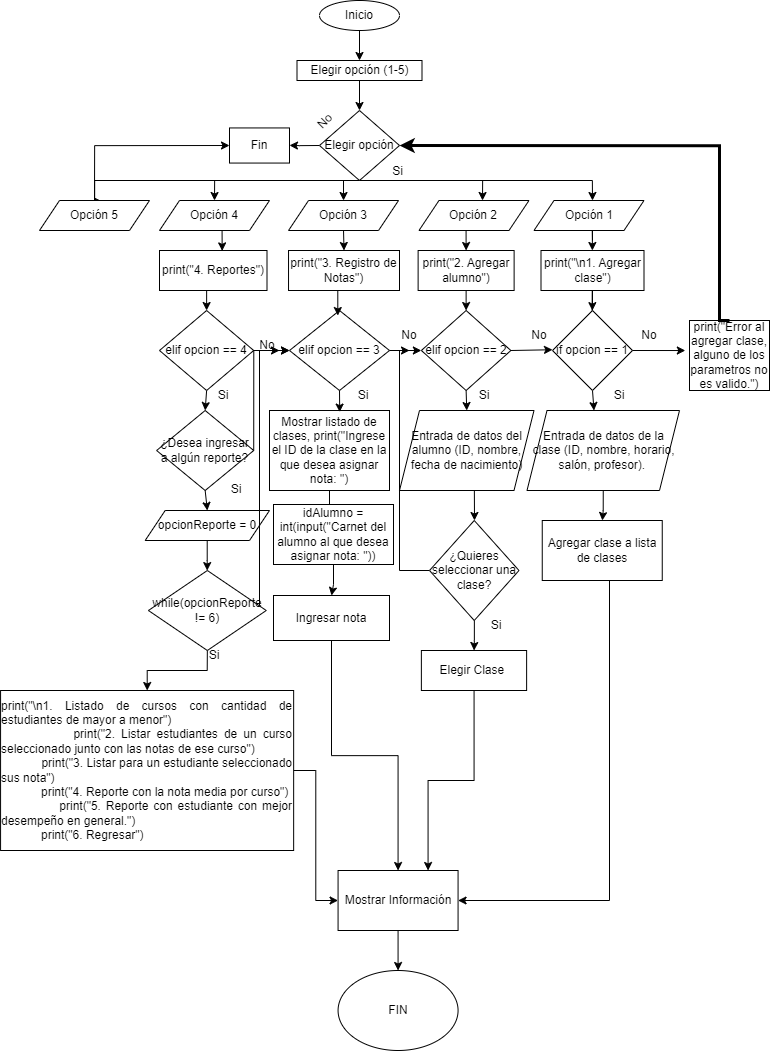 Inicio
Elegir opción (1-5)
No
Fin
Elegir opción
Si
Opción 5
Opción 4
Opción 3
Opción 2
Opción 1
print("4. Reportes")
print("3. Registro de
Notas")
print("2. Agregar
alumno")
print("\n1. Agregar
clase")
elif opcion == 4
No
elif opcion == 3
No
elif opcion == 2
No
if opcion == 1
No
print("Error al
agregar clase,
alguno de los
parametros no
es valido.")
Si
Si
Si
Si
¿Desea ingresar
a algún reporte?
Mostrar listado de
clases, print("Ingrese
el ID de la clase en la
que desea asignar
nota: ")
Entrada de datos del
alumno (ID, nombre,
fecha de nacimiento)
Entrada de datos de la
clase (ID, nombre, horario,
salón, profesor).
Si
opcionReporte = 0
idAlumno =
int(input("Carnet del
alumno al que desea
asignar nota: "))
¿Quieres
seleccionar una
clase?
Agregar clase a lista
de clases
while(opcionReporte
!= 6)
Ingresar nota
Si
Si
Elegir Clase
print("\n1. Listado de cursos con cantidad de
estudiantes de mayor a menor")
print("2. Listar estudiantes de un curso
seleccionado junto con las notas de ese curso")
print("3. Listar para un estudiante seleccionado
sus nota")
print("4. Reporte con la nota media por curso")
print("5. Reporte con estudiante con mejor
desempeño en general.")
print("6. Regresar")
Mostrar Información
FIN